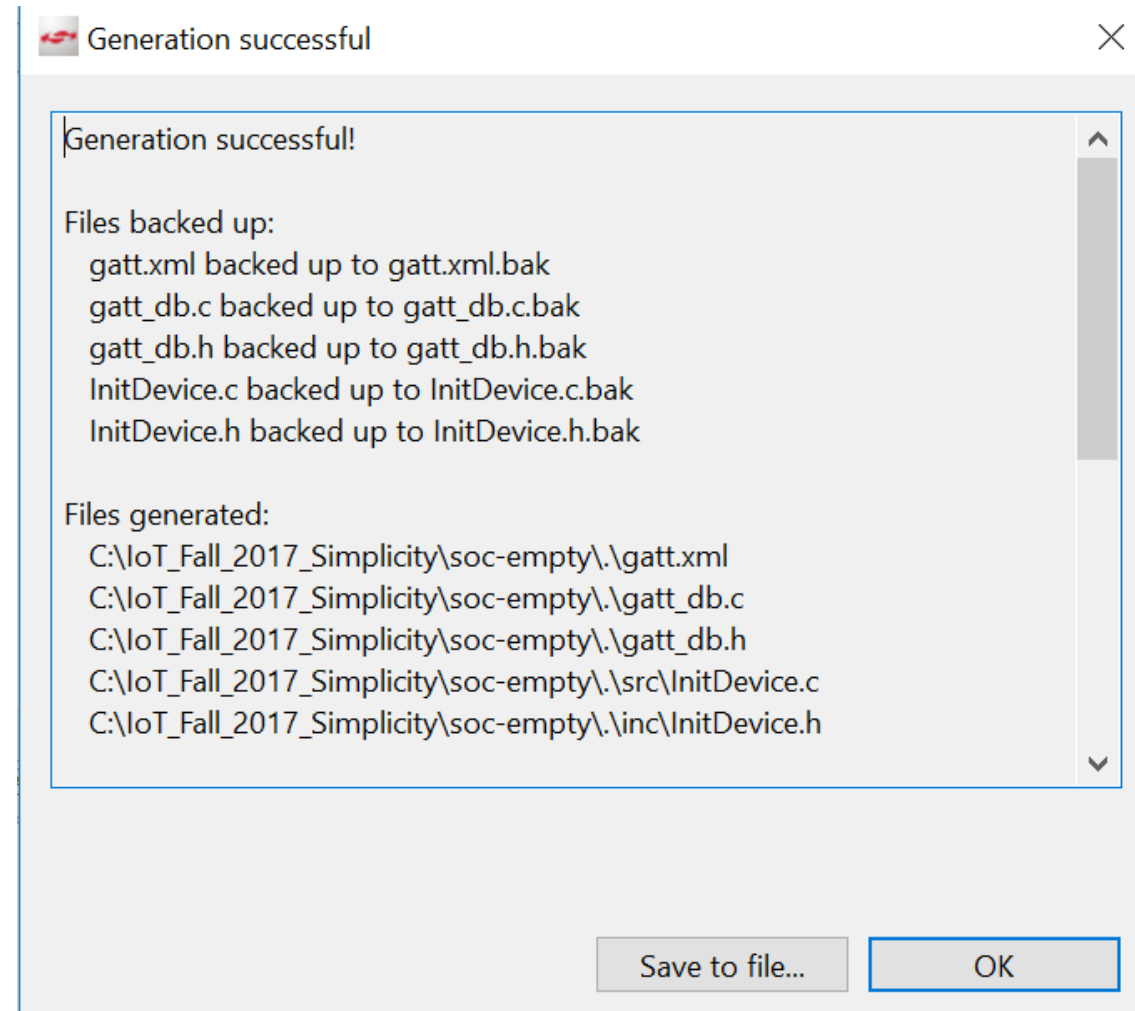 Generation successful
Generation successful!
Files backed up:
gatt.xml backed up to gatt.xml.bak
gatt_db.c backed up to gatt_db.c.bak
gatt_db.h backed up to gatt_db.h.bak
InitDevice.c backed up to InitDevice.c.bak
InitDevice.h backed up to InitDevice.h.bak
Files generated:
C:\IoT_Fall_2017_Simplicity\soc-empty\.\gatt.xml
C:\IoT_Fall_2017_Simplicity\soc-empty\.\gatt_db.c
C:\IoT_Fall_2017_Simplicity\soc-empty\.\gatt_db.h
C:\IoT_Fall_2017_Simplicity\soc-empty\.\src\InitDevice.c
C:\IoT_Fall_2017_Simplicity\soc-empty\.\inc\InitDevice.h
Save to file...
OK